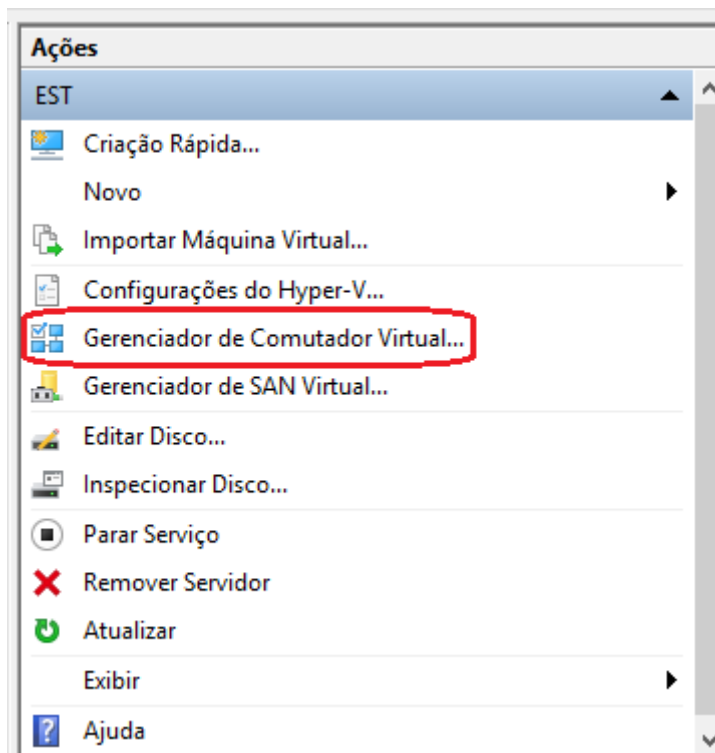 Ações
EST
Criação Rápida...
Novo
Importar Máquina Virtual...
Configurações do Hyper-V...
Gerenciador de Comutador Virtual...
Gerenciador de SAN Virtual...
Editar Disco...
Inspecionar Disco...
Parar Serviço
Remover Servidor
Atualizar
Exibir
Ajuda